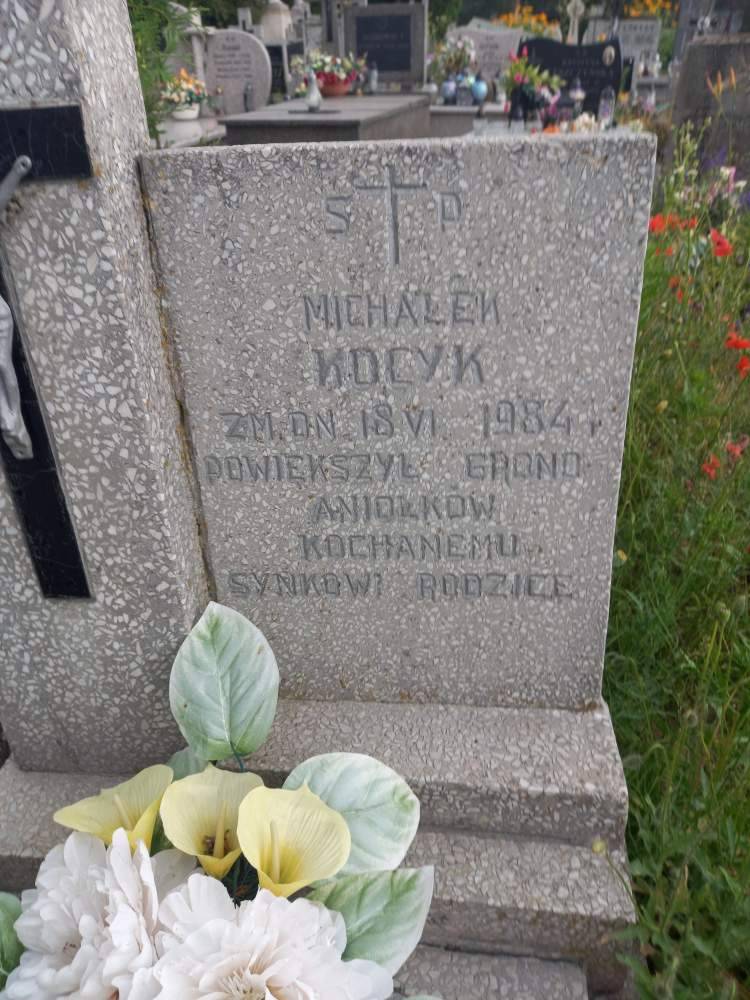 S P
MICHAŁEK
KOCYK
ZM. DN. 18 VI 1984 r.
POWIĘKSZYŁ GRONO
ANIOŁKÓW
KOCHANEMU
SYNKOWI RODZICE